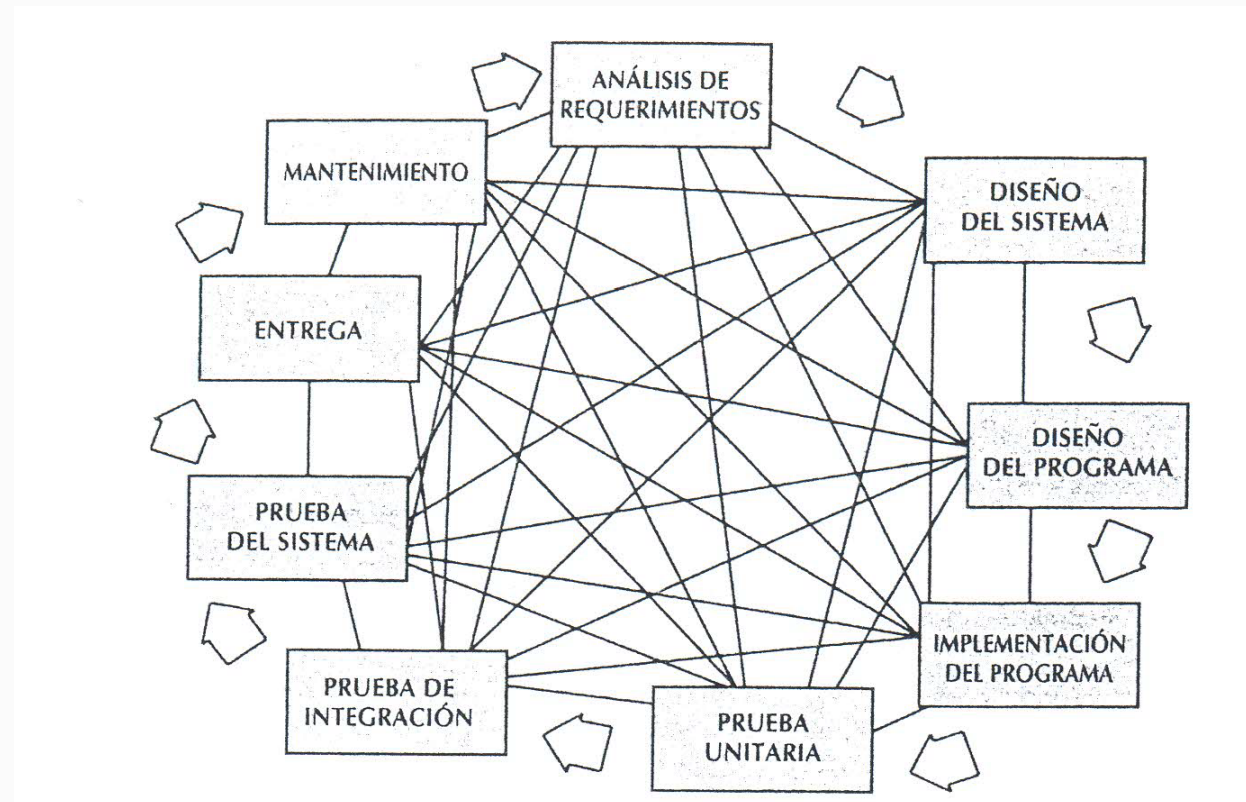 ANÁLISIS DE
REQUERIMIENTOS
MANTENIMIENTO
DISEÑO
DEL SISTEMA
ENTREGA
DISEÑO
DEL PROGRAMA
PRUEBA
DEL SISTEMA
IMPLEMENTACIÓN
DEL PROGRAMA
PRUEBA DE
INTEGRACIÓN
PRUEBA
UNITARIA